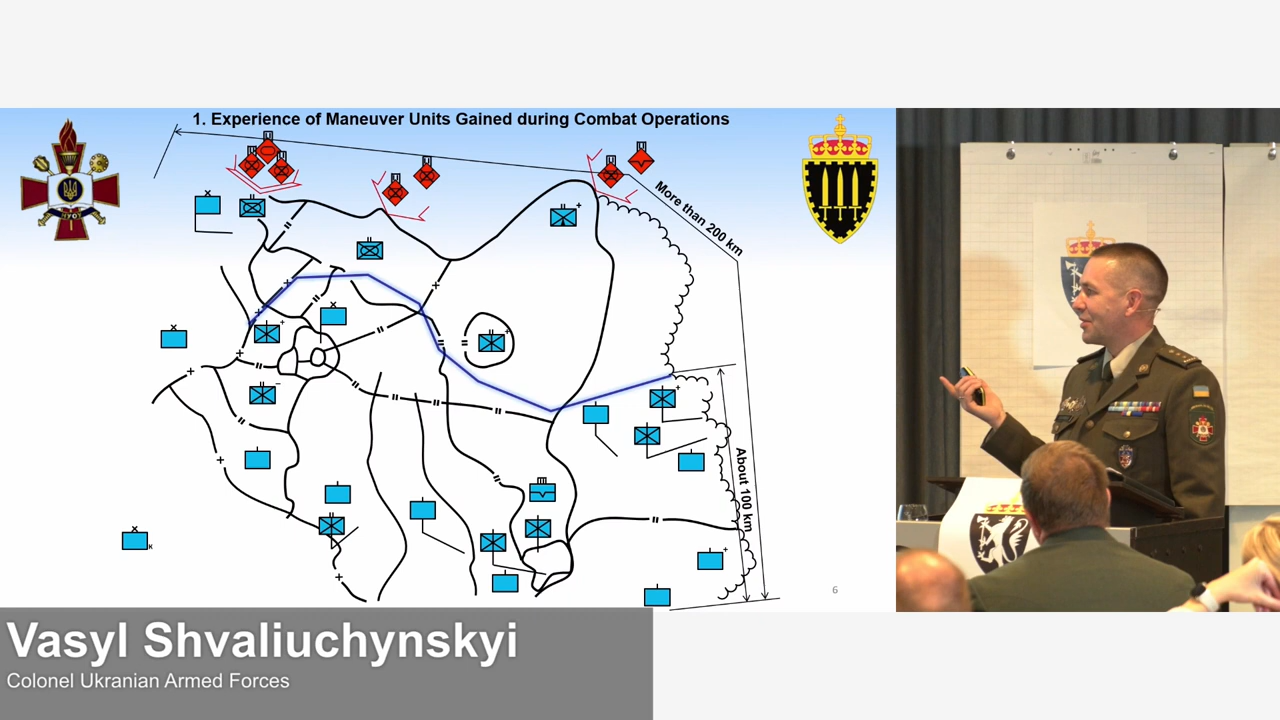 1. Experience of Maneuver Units Gained during Combat Operations
More than 200 km
About 100 km
6
Vasyl Shvaliuchynskyi
Colonel Ukranian Armed Forces